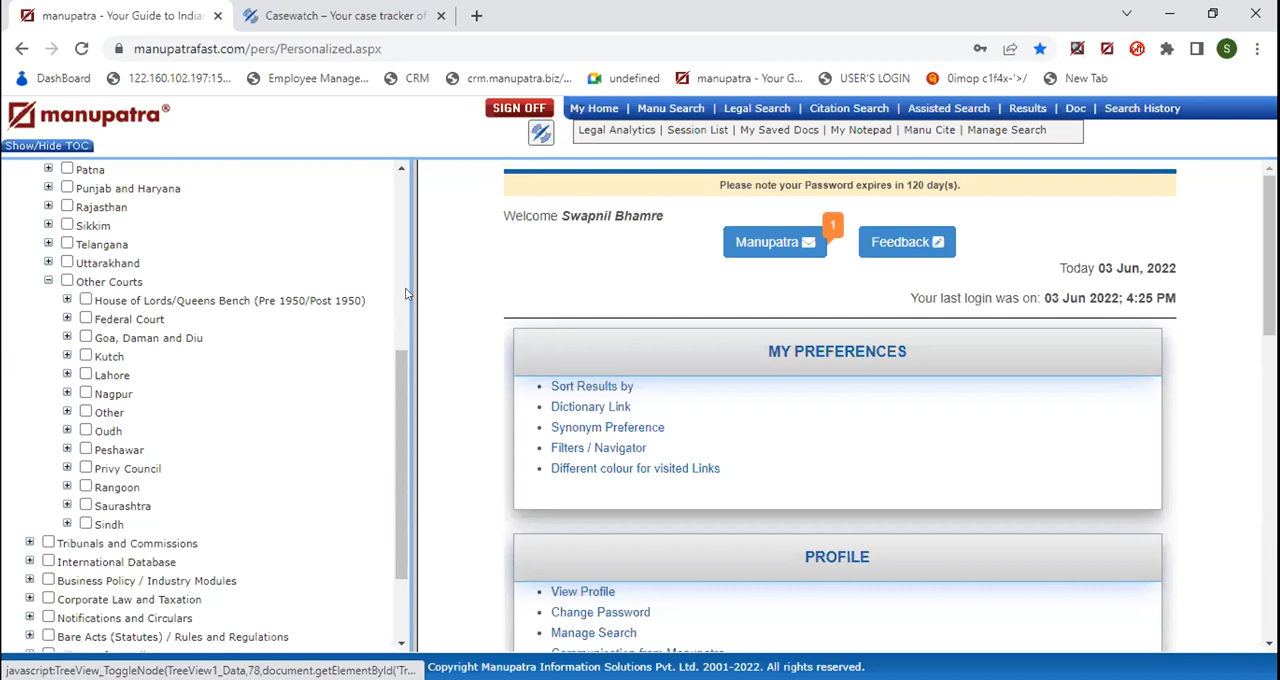 manupatra - Your Guide to India
Casewatch – Your case tracker of
manupatrafast.com/pers/Personalized.aspx
S
DashBoard
122.160.102.197:15...
Employee Manage...
CRM
crm.manupatra.biz/...
undefined
manupatra - Your G...
USER'S LOGIN
0imop c1f4x-'>/
New Tab
manupatra®
SIGN OFF
My Home | Manu Search | Legal Search | Citation Search | Assisted Search | Results | Doc | Search History
Legal Analytics | Session List | My Saved Docs | My Notepad | Manu Cite | Manage Search
Show/Hide TOC
Patna
Punjab and Haryana
Rajasthan
Sikkim
Telangana
Uttarakhand
Other Courts
House of Lords/Queens Bench (Pre 1950/Post 1950)
Federal Court
Goa, Daman and Diu
Kutch
Lahore
Nagpur
Other
Oudh
Peshawar
Privy Council
Rangoon
Saurashtra
Sindh
Tribunals and Commissions
International Database
Business Policy / Industry Modules
Corporate Law and Taxation
Notifications and Circulars
Bare Acts (Statutes) / Rules and Regulations
Please note your Password expires in 120 day(s).
Welcome Swapnil Bhamre
Manupatra
1
Feedback
Today 03 Jun, 2022
Your last login was on: 03 Jun 2022; 4:25 PM
MY PREFERENCES
Sort Results by
Dictionary Link
Synonym Preference
Filters / Navigator
Different colour for visited Links
PROFILE
View Profile
Change Password
Manage Search
Communication from Manupatra
javascript:TreeView_ToggleNode(TreeView1_Data,78,document.getElementById('Tr...
Copyright Manupatra Information Solutions Pvt. Ltd. 2001-2022. All rights reserved.